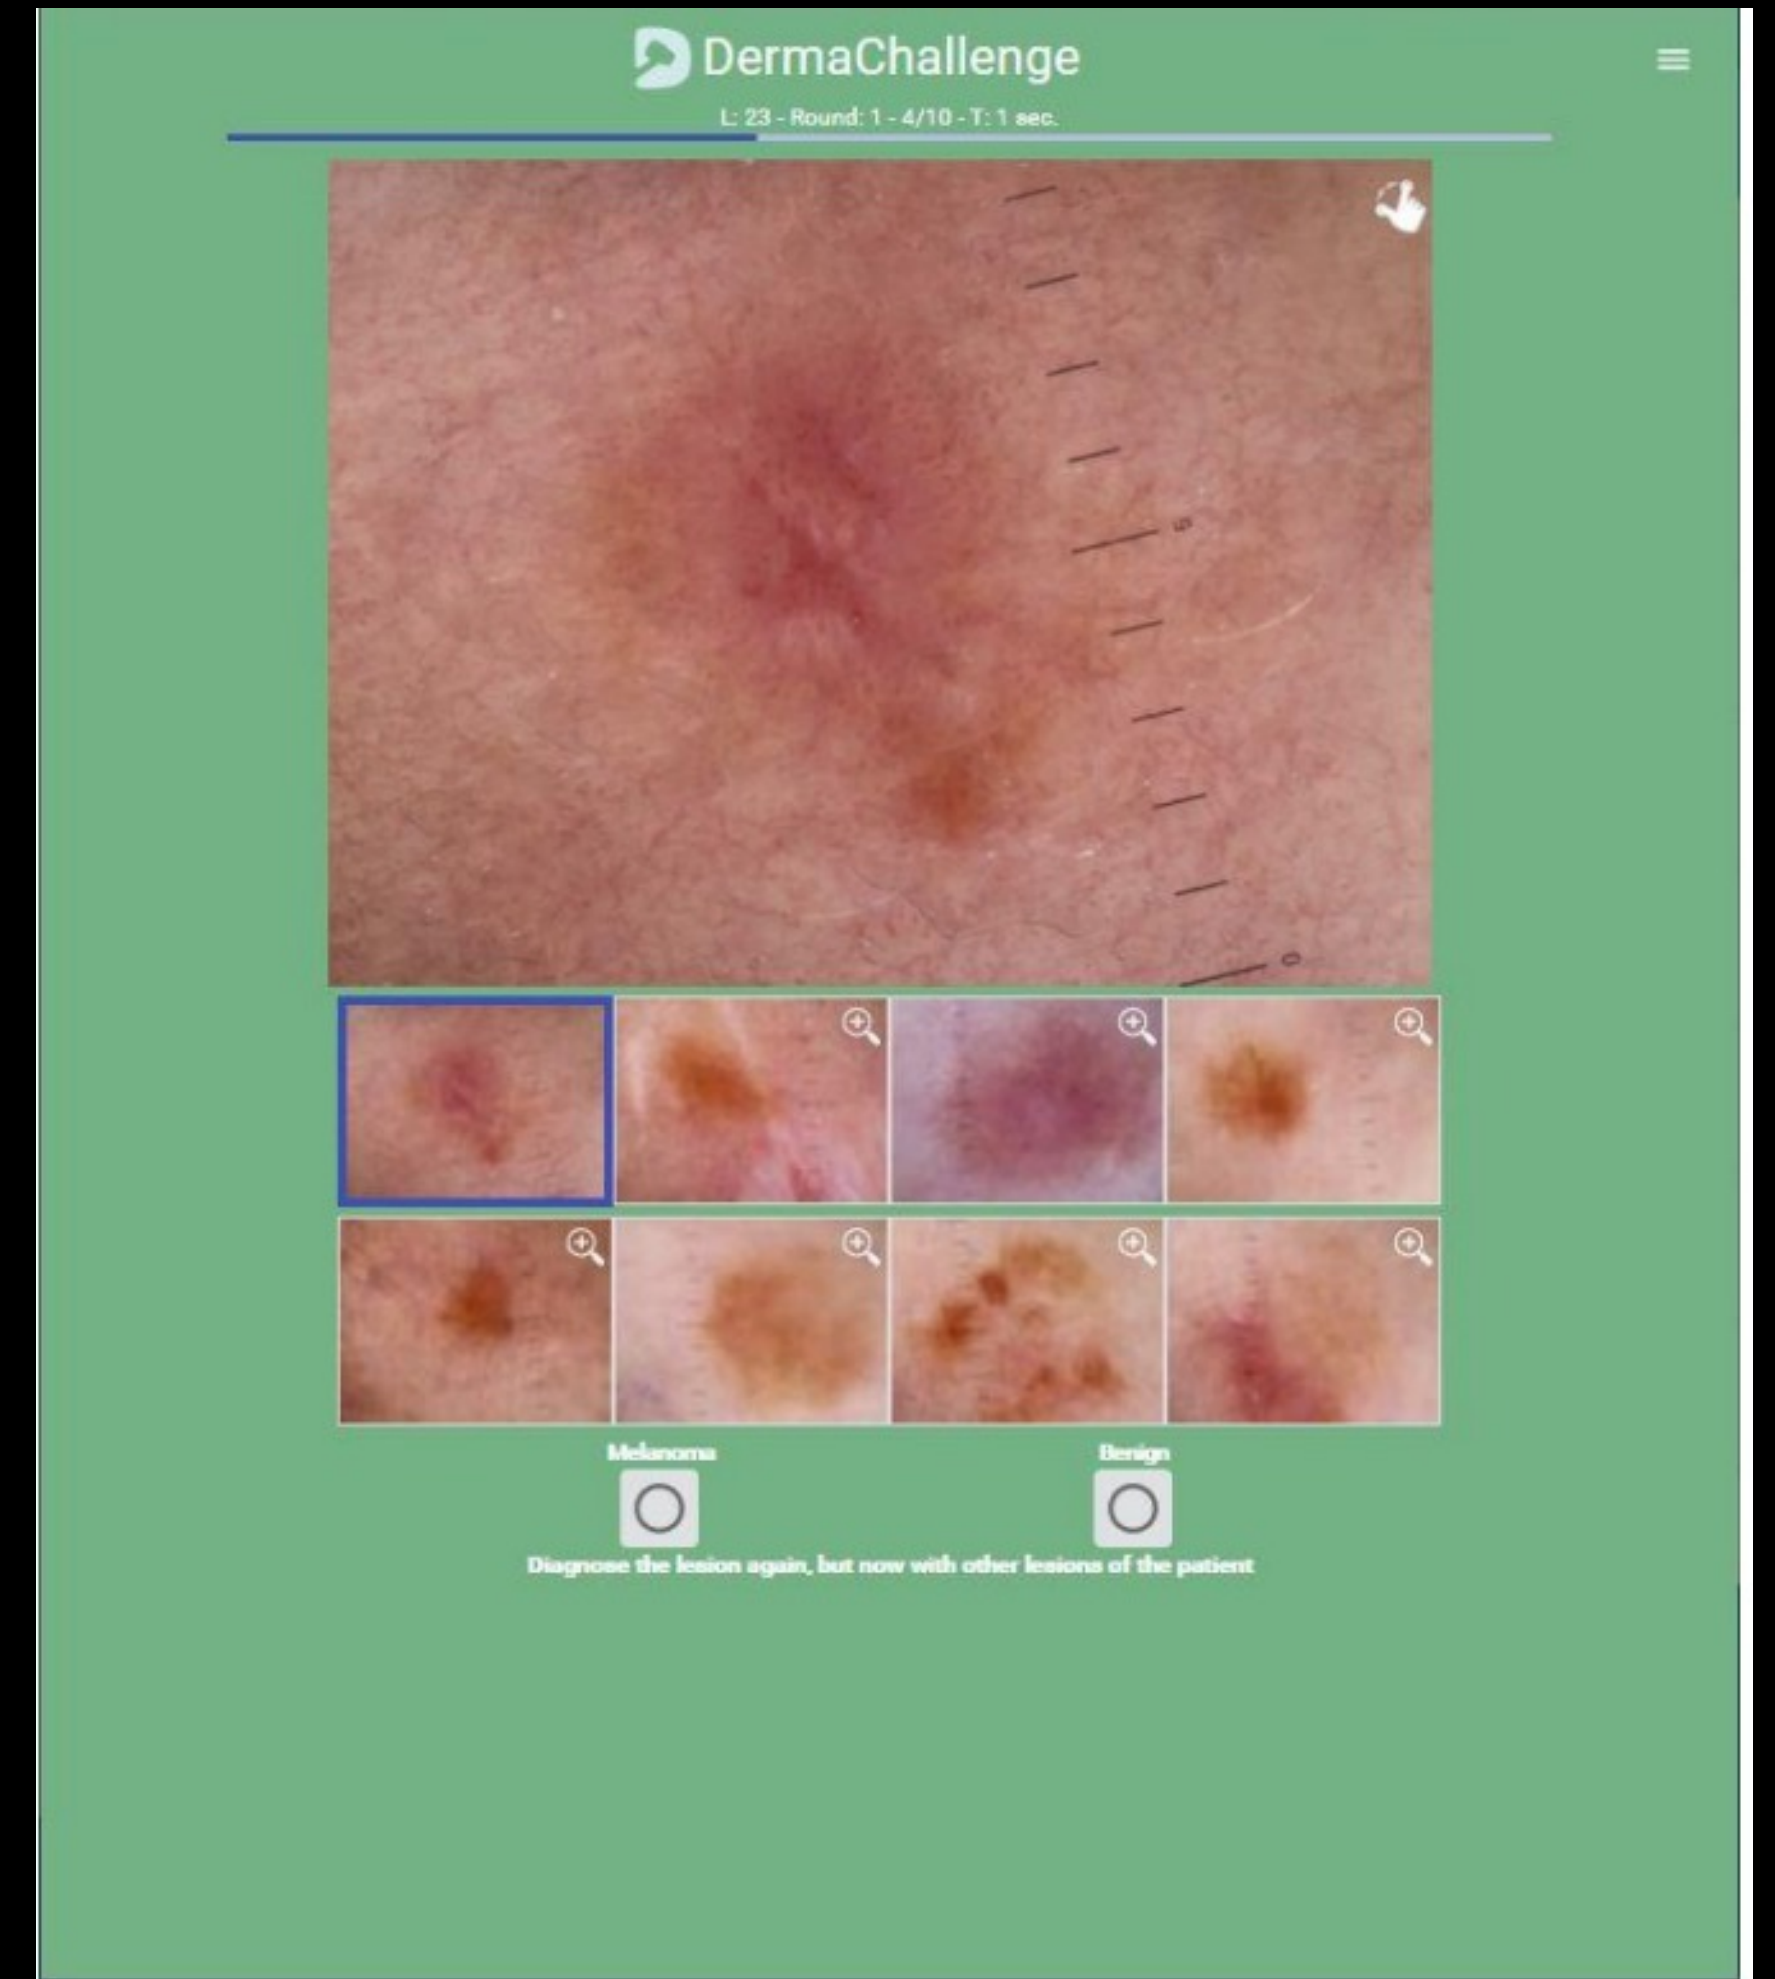 DermaChallenge
L: 23 - Round: 1 - 4/10 - T: 1 sec.
5
0
Melanoma
Benign
Diagnose the lesion again, but now with other lesions of the patient